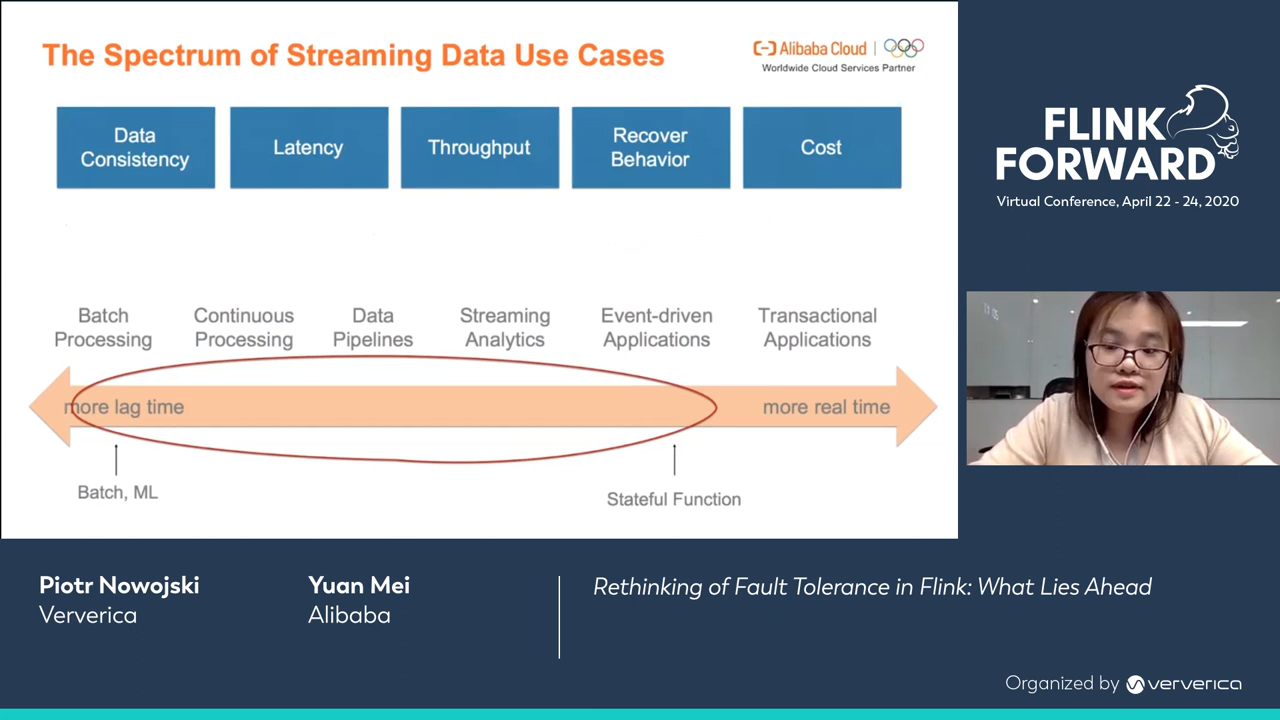 The Spectrum of Streaming Data Use Cases
Alibaba Cloud
Worldwide Cloud Services Partner
Data
Consistency
Latency
Throughput
Recover
Behavior
Cost
Batch
Processing
Continuous
Processing
Data
Pipelines
Streaming
Analytics
Event-driven
Applications
Transactional
Applications
more lag time
more real time
Batch, ML
Stateful Function
FLINK
FORWARD
Virtual Conference, April 22 - 24, 2020
Piotr Nowojski
Ververica
Yuan Mei
Alibaba
Rethinking of Fault Tolerance in Flink: What Lies Ahead
Organized by ververica